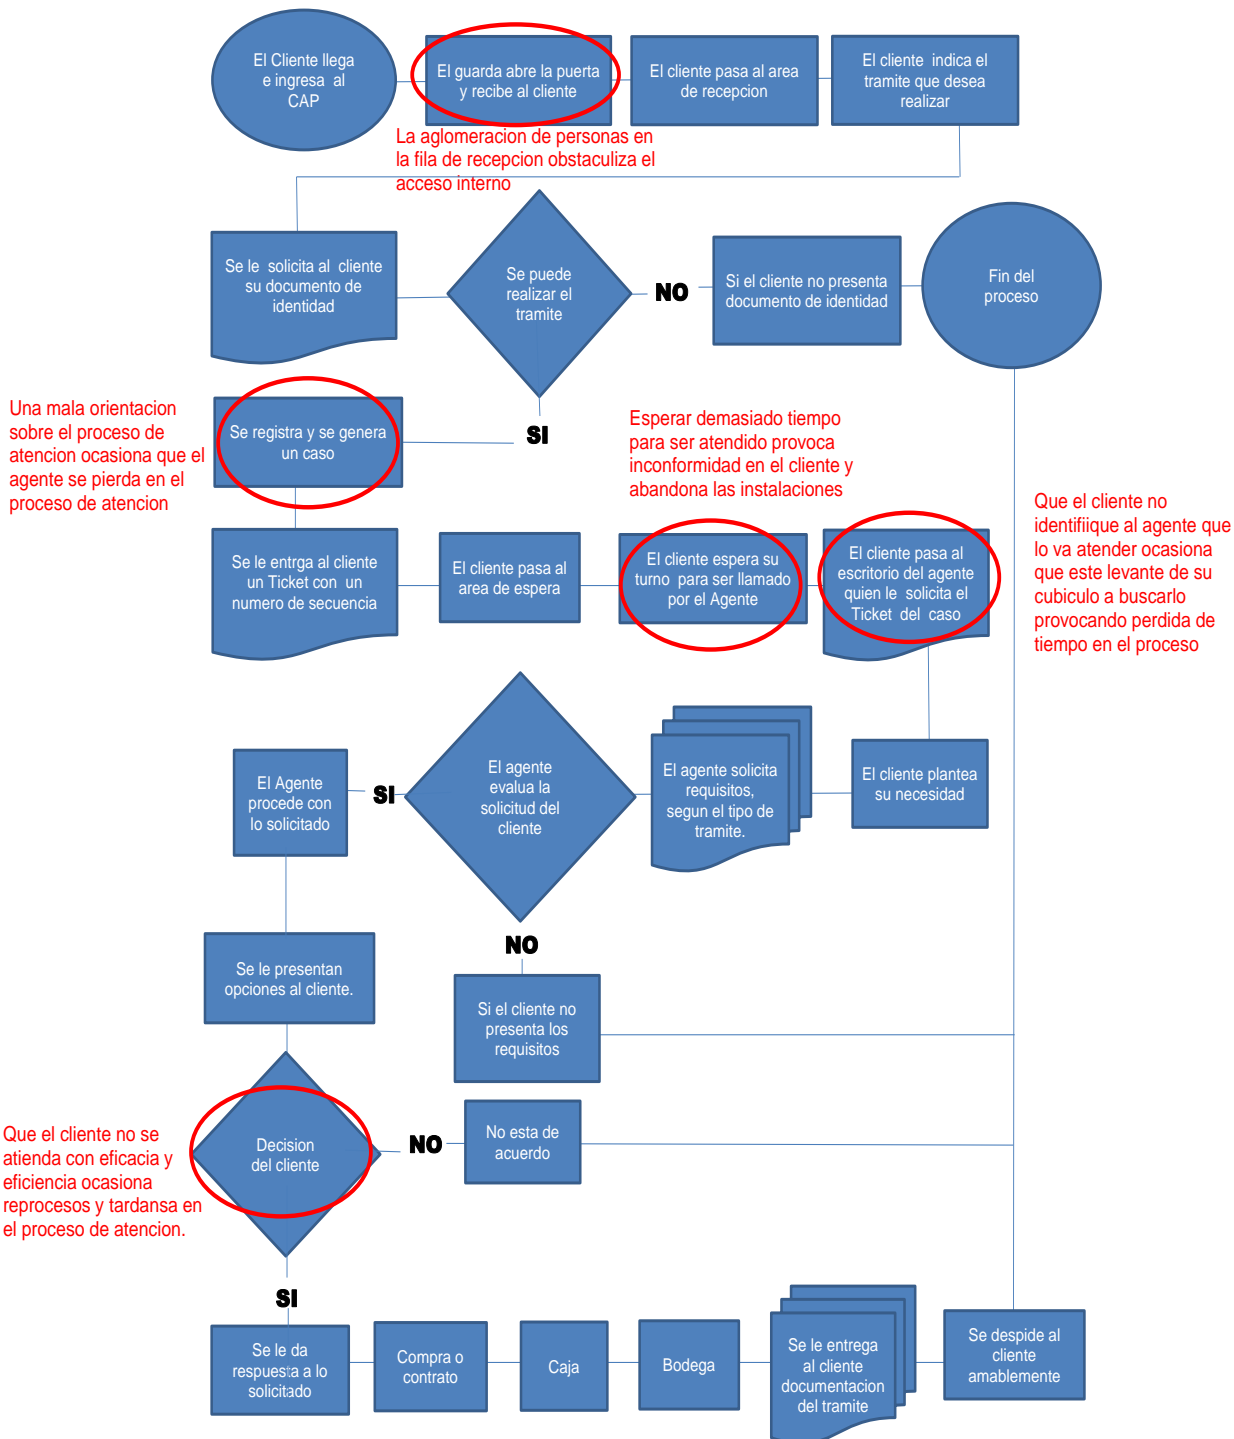 El Cliente llega
e ingresa al
CAP
El guarda abre la puerta
y recibe al cliente
El cliente pasa al area
de recepcion
El cliente indica el
tramite que desea
realizar
La aglomeracion de personas en
la fila de recepcion obstaculiza el
acceso interno
Se le solicita al cliente
su documento de
identidad
Se puede
realizar el
tramite
NO
Si el cliente no presenta
documento de identidad
Fin del
proceso
Una mala orientacion
sobre el proceso de
atencion ocasiona que el
agente se pierda en el
proceso de atencion
Se registra y se genera
un caso
SI
Esperar demasiado tiempo
para ser atendido provoca
inconformidad en el cliente y
abandona las instalaciones
Que el cliente no
identifiique al agente que
lo va atender ocasiona
que este levante de su
cubiculo a buscarlo
provocando perdida de
tiempo en el proceso
Se le entrga al cliente
un Ticket con un
numero de secuencia
El cliente pasa al
area de espera
El cliente espera su
turno para ser llamado
por el Agente
El cliente pasa al
escritorio del agente
quien le solicita el
Ticket del caso
El Agente
procede con
lo solicitado
SI
El agente
evalua la
solicitud del
cliente
El agente solicita
requisitos,
segun el tipo de
tramite.
El cliente plantea
su necesidad
NO
Se le presentan
opciones al cliente.
Si el cliente no
presenta los
requisitos
Que el cliente no se
atienda con eficacia y
eficiencia ocasiona
reprocesos y tardansa en
el proceso de atencion.
Decision
del cliente
NO
No esta de
acuerdo
SI
Se le da
respuesta a lo
solicitado
Compra o
contrato
Caja
Bodega
Se le entrega
al cliente
documentacion
del tramite
Se despide al
cliente
amablemente